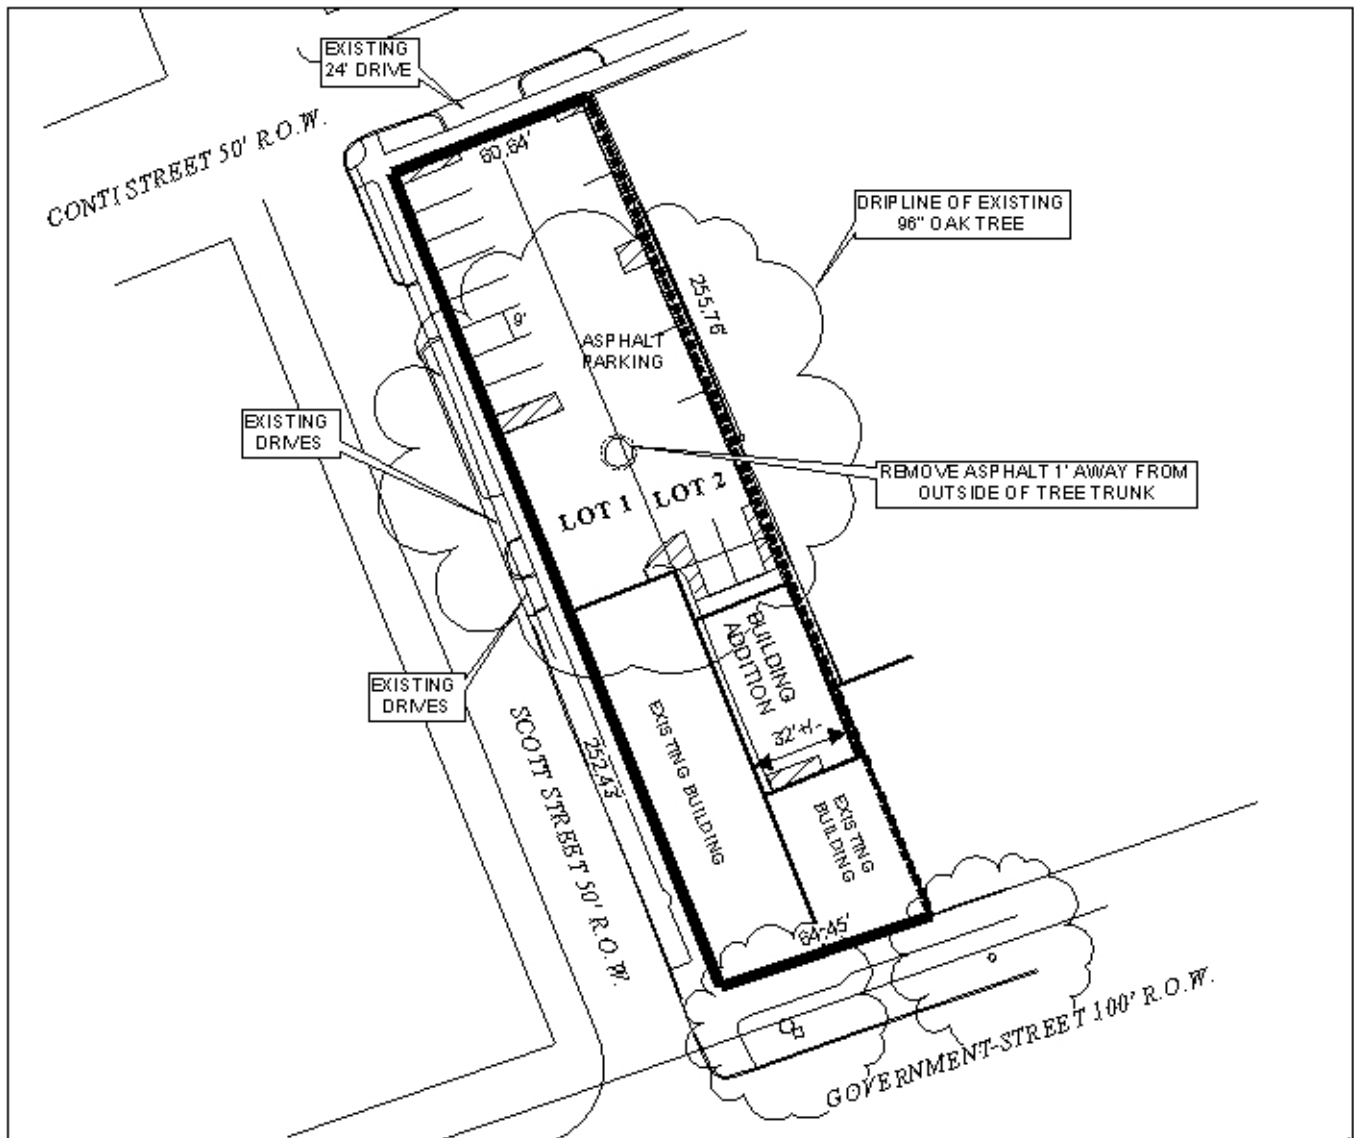 EXISTING
24' DRIVE
CONTI STREET 50' R.O.W.
60.64'
DRIPLINE OF EXISTING
96" OAK TREE
255.76'
9'
ASPHALT
PARKING
EXISTING
DRIVES
REMOVE ASPHALT 1' AWAY FROM
OUTSIDE OF TREE TRUNK
LOT 1
LOT 2
BUILDING
ADDITION
EXISTING
DRIVES
32' +/-
SCOTT STREET 50' R.O.W.
252.43'
EXISTING BUILDING
EXISTING
BUILDING
64.45'
GOVERNMENT-STREET 100' R.O.W.